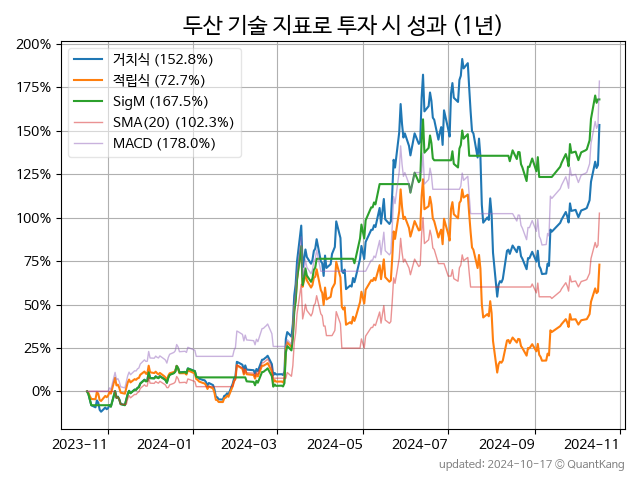 두산 기술 지표로 투자 시 성과 (1년)
200%
175%
150%
125%
100%
75%
50%
25%
0%
거치식 (152.8%)
적립식 (72.7%)
SigM (167.5%)
SMA(20) (102.3%)
MACD (178.0%)
2023-11
2024-01
2024-03
2024-05
2024-07
2024-09
2024-11
updated: 2024-10-17 © QuantKang